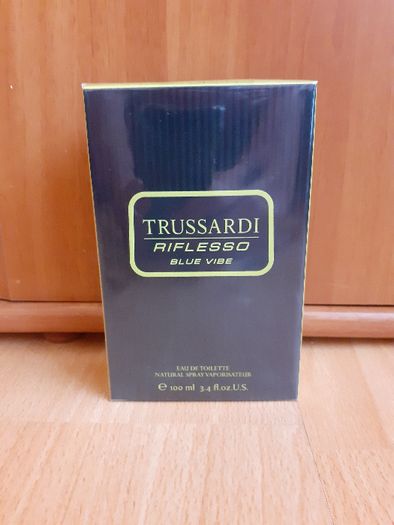 TRUSSARDI
RIFLESSO
BLUE VIBE
EAU DE TOILETTE
NATURAL SPRAY VAPORISATEUR
℮ 100 ml 3.4 fl.oz.U.S.